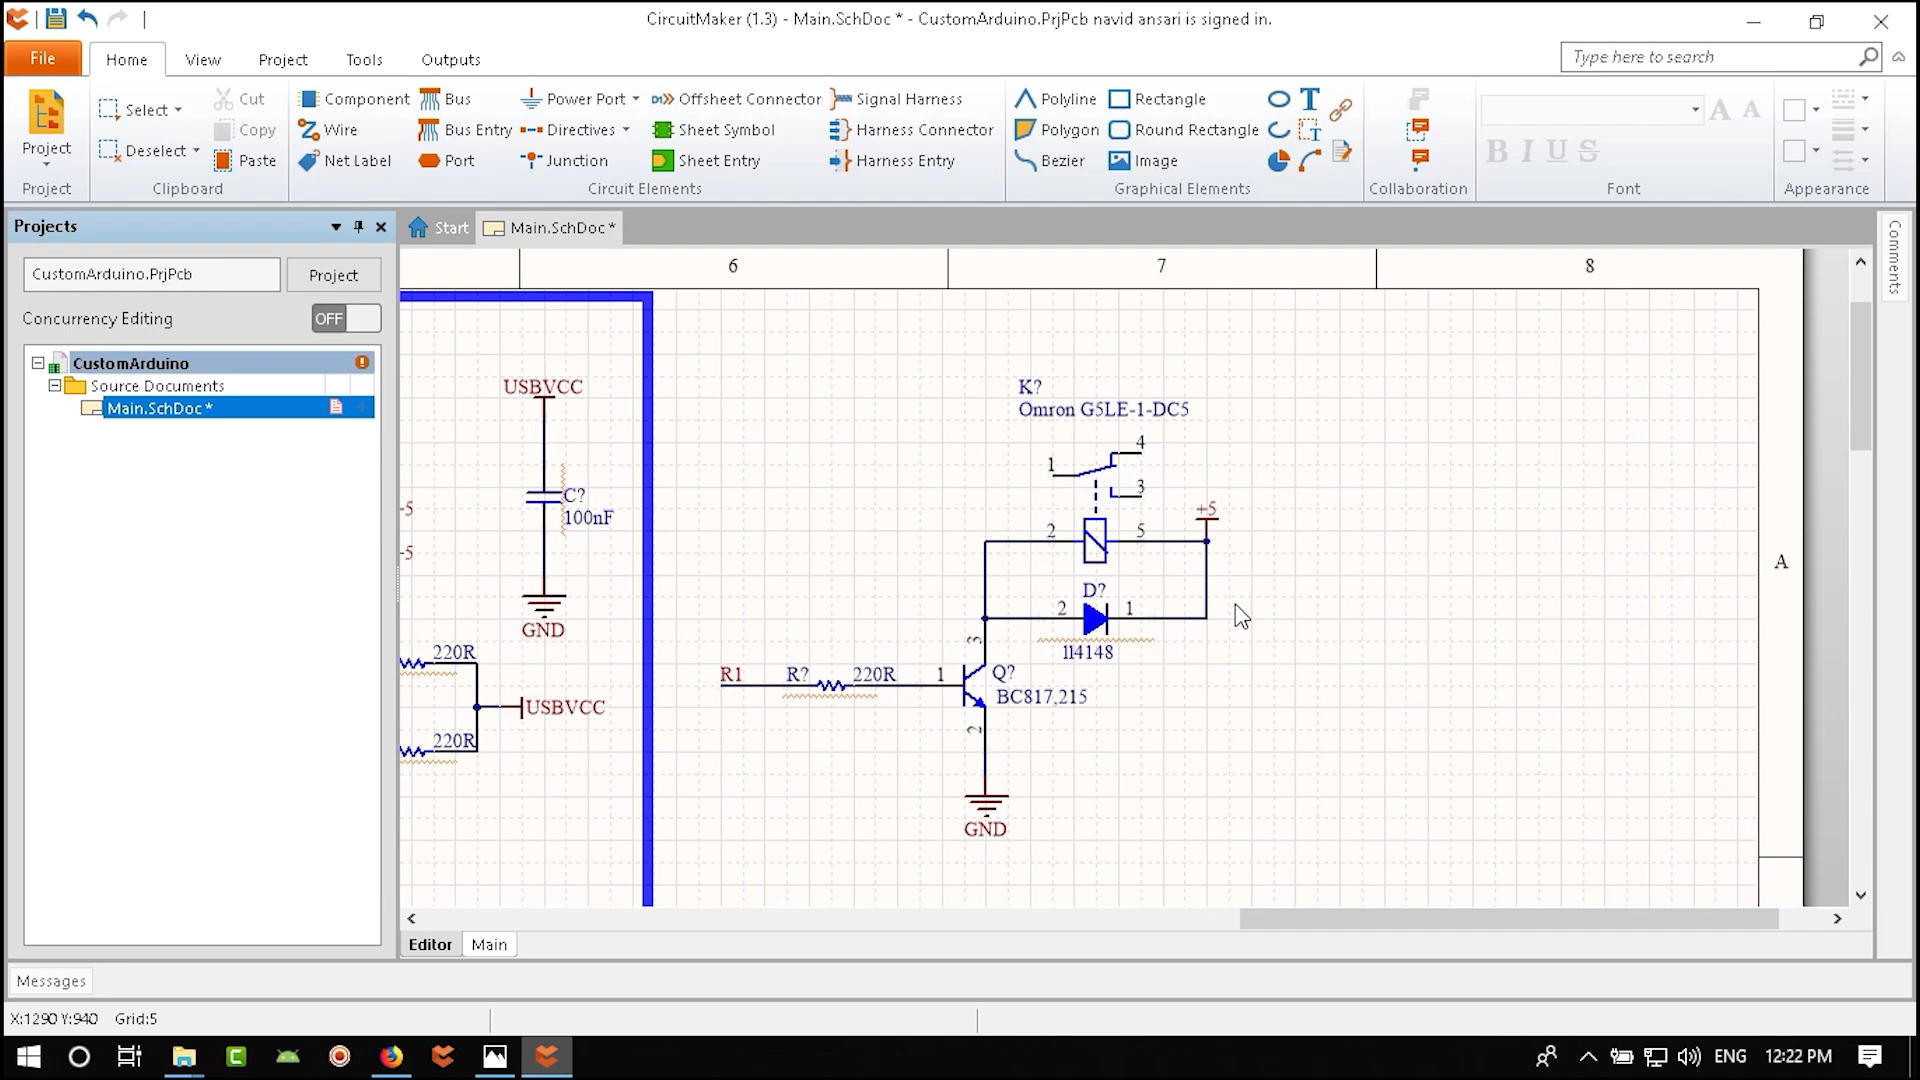 CircuitMaker (1.3) - Main.SchDoc * - CustomArduino.PrjPcb navid ansari is signed in.
File
Home
View
Project
Tools
Outputs
Type here to search
Project
Project
Select
Deselect
Cut
Copy
Paste
Clipboard
Component
Wire
Net Label
Bus
Bus Entry
Port
Power Port
Directives
Junction
Offsheet Connector
Sheet Symbol
Sheet Entry
Signal Harness
Harness Connector
Harness Entry
Circuit Elements
Polyline
Polygon
Bezier
Rectangle
Round Rectangle
Image
T
T
Graphical Elements
Collaboration
A A
B I U S
Font
Appearance
Projects
CustomArduino.PrjPcb
Project
Concurrency Editing
OFF
CustomArduino
Source Documents
Main.SchDoc *
Start
Main.SchDoc *
Comments
6
7
8
A
USBVCC
C?
100nF
GND
-5
-5
220R
USBVCC
220R
K?
Omron G5LE-1-DC5
4
1
3
+5
2
5
D?
2
1
1I4148
3
R1
R?
220R
1
Q?
BC817,215
2
GND
Editor
Main
Messages
X:1290 Y:940 Grid:5
ENG
12:22 PM